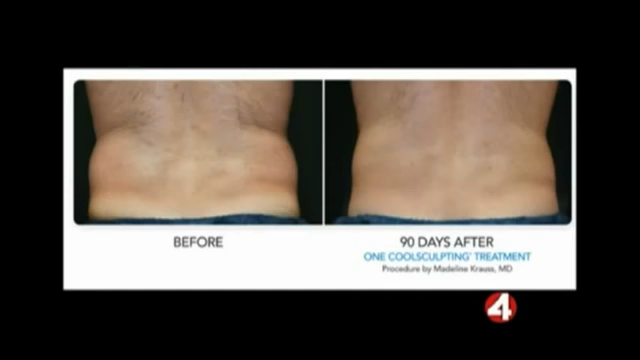 BEFORE
90 DAYS AFTER
ONE COOLSCULPTING® TREATMENT
Procedure by Madeline Krauss, MD
4